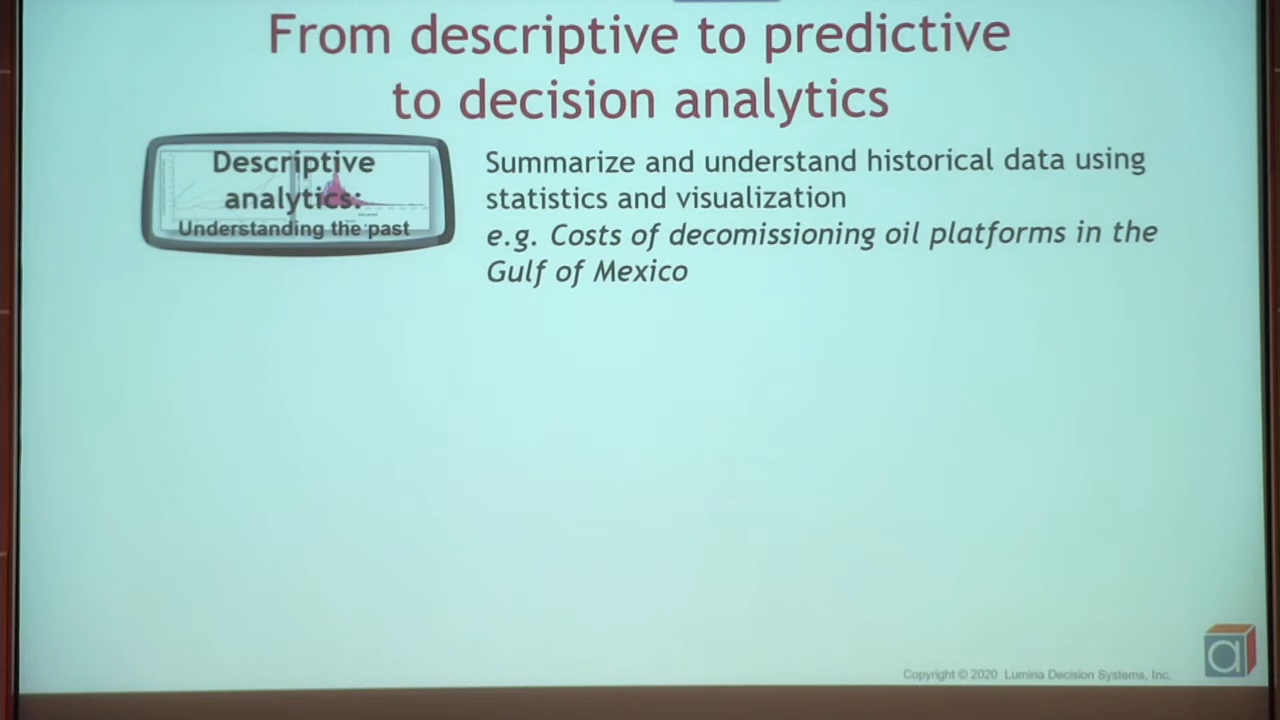 From descriptive to predictive
to decision analytics
Descriptive
analytics:
Understanding the past
Summarize and understand historical data using
statistics and visualization
e.g. Costs of decomissioning oil platforms in the
Gulf of Mexico
Copyright © 2020 Lumina Decision Systems, Inc.
a